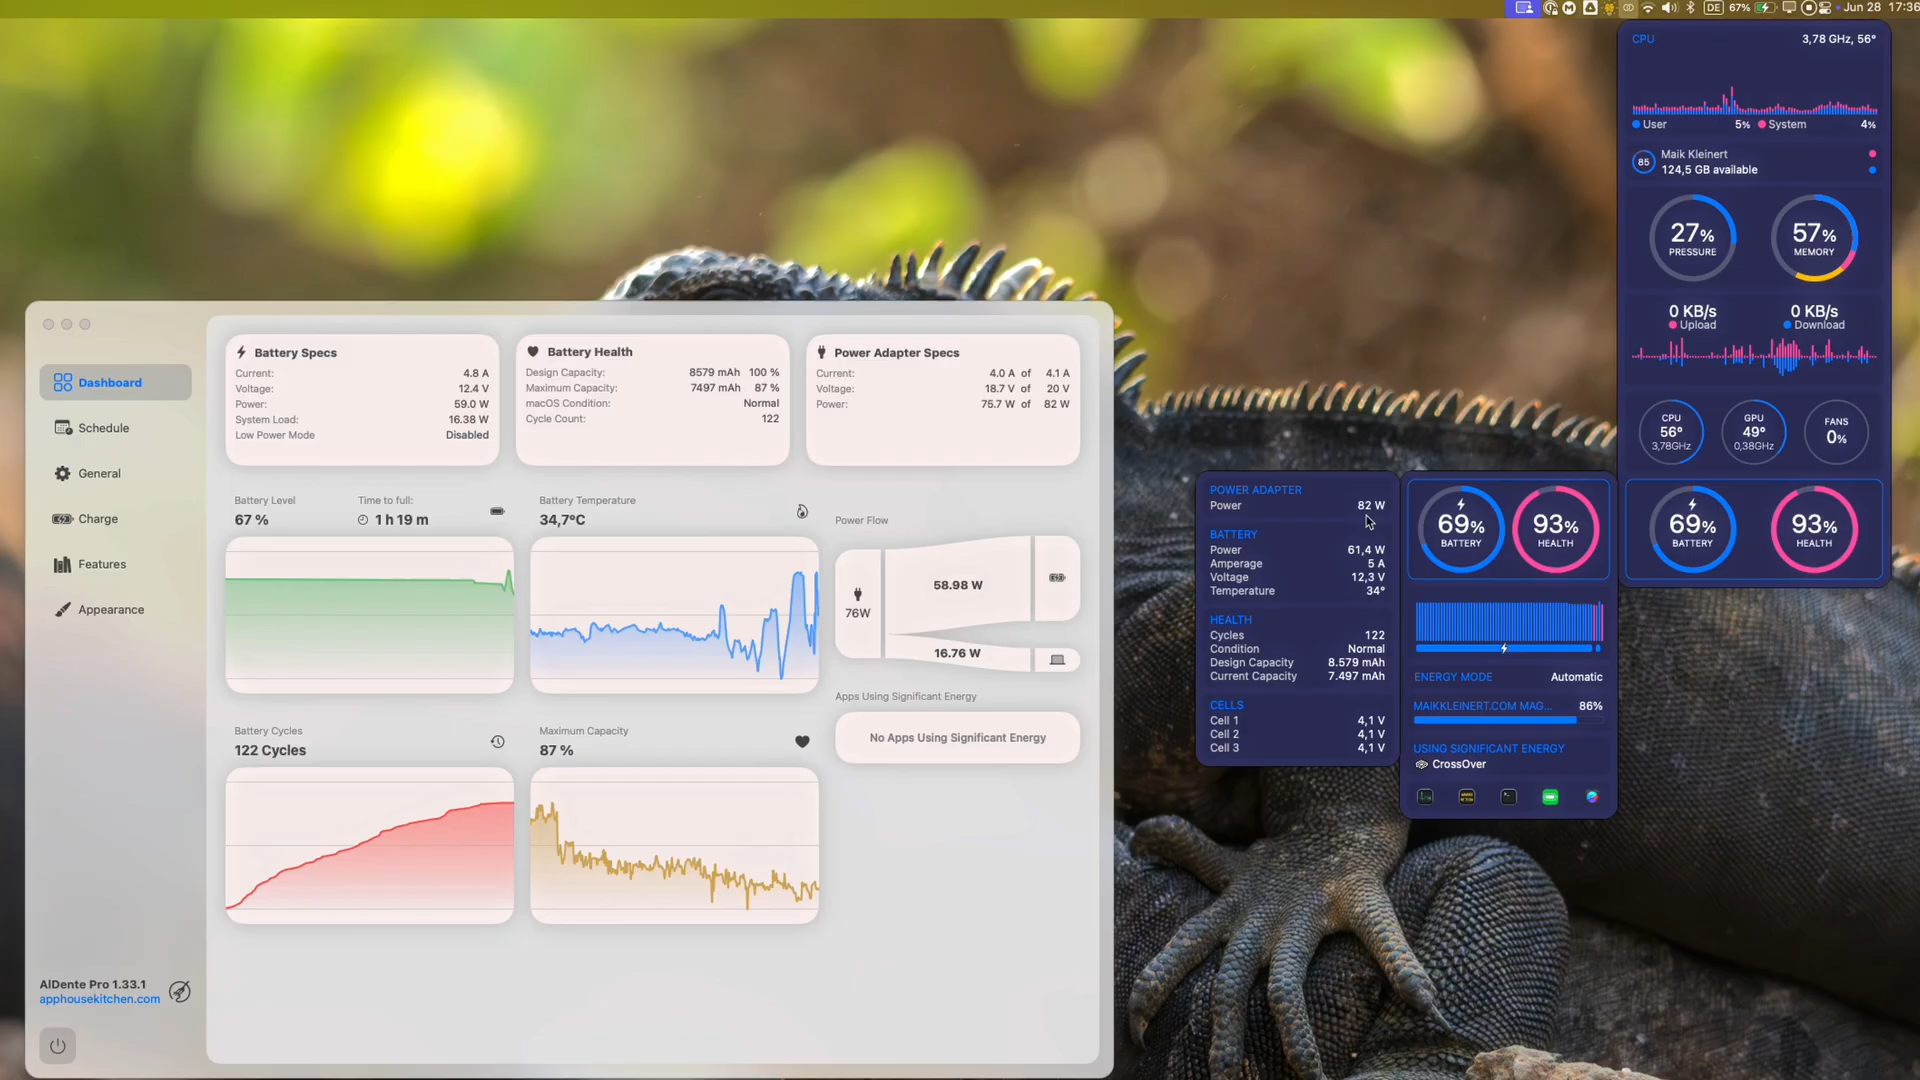 DE 67% Jun 28 17:36
Dashboard
Schedule
General
Charge
Features
Appearance
AlDente Pro 1.33.1
apphousekitchen.com
Battery Specs
Current: 4.8 A
Voltage: 12.4 V
Power: 59.0 W
System Load: 16.38 W
Low Power Mode Disabled
Battery Health
Design Capacity: 8579 mAh 100 %
Maximum Capacity: 7497 mAh 87 %
macOS Condition: Normal
Cycle Count: 122
Power Adapter Specs
Current: 4.0 A of 4.1 A
Voltage: 18.7 V of 20 V
Power: 75.7 W of 82 W
Battery Level
67 %
Time to full:
1 h 19 m
Battery Temperature
34,7°C
Power Flow
76W
58.98 W
16.76 W
Apps Using Significant Energy
No Apps Using Significant Energy
Battery Cycles
122 Cycles
Maximum Capacity
87 %
POWER ADAPTER
Power 82 W
BATTERY
Power 61,4 W
Amperage 5 A
Voltage 12,3 V
Temperature 34°
HEALTH
Cycles 122
Condition Normal
Design Capacity 8.579 mAh
Current Capacity 7.497 mAh
CELLS
Cell 1 4,1 V
Cell 2 4,1 V
Cell 3 4,1 V
69% BATTERY
93% HEALTH
ENERGY MODE Automatic
MAIKKLEINERT.COM MAG... 86%
USING SIGNIFICANT ENERGY
CrossOver
CPU 3,78 GHz, 56°
User 5% System 4%
85
Maik Kleinert
124,5 GB available
27% PRESSURE
57% MEMORY
0 KB/s Upload
0 KB/s Download
CPU 56° 3,78GHz
GPU 49° 0,38GHz
FANS 0%
69% BATTERY
93% HEALTH